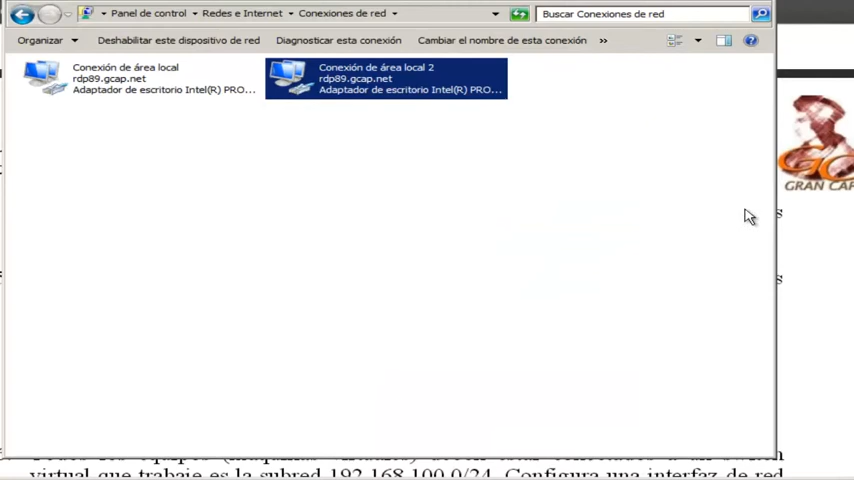 Panel de control ▾ Redes e Internet ▾ Conexiones de red ▾
Buscar Conexiones de red
Organizar ▾ Deshabilitar este dispositivo de red Diagnosticar esta conexión Cambiar el nombre de esta conexión »
Conexión de área local
rdp89.gcap.net
Adaptador de escritorio Intel(R) PRO...
Conexión de área local 2
rdp89.gcap.net
Adaptador de escritorio Intel(R) PRO...
GRAN CAP
virtual que trabaje es la subred 192.168.100.0/24. Configura una interfaz de red